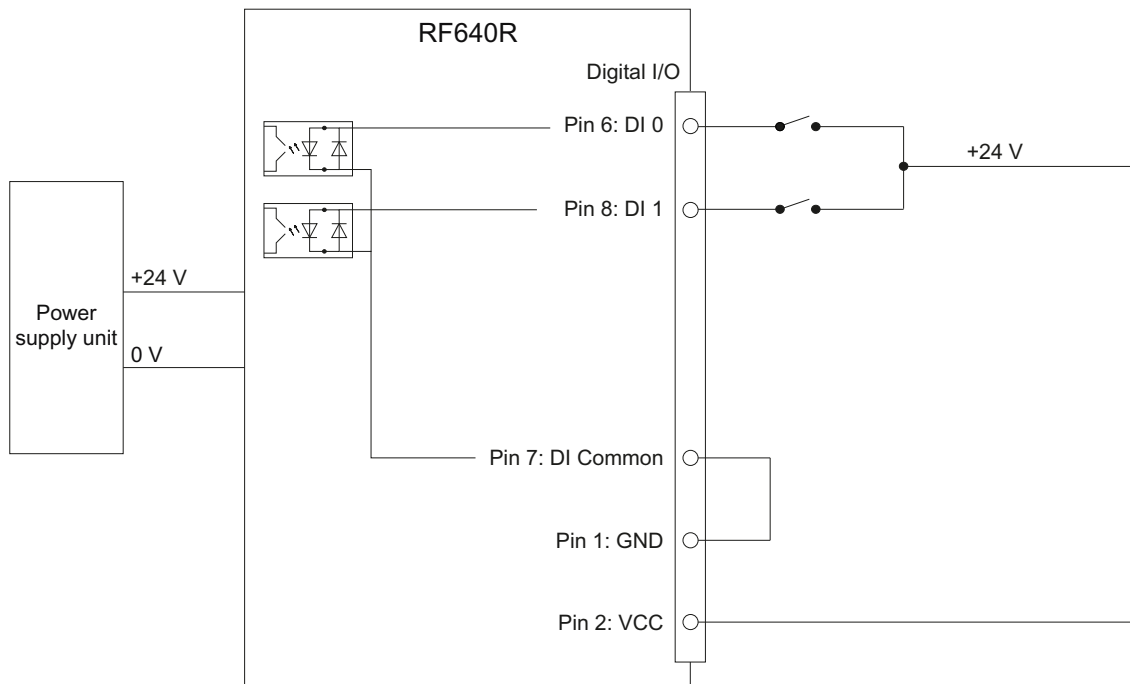 RF640R
Digital I/O
Pin 6: DI 0
+24 V
Pin 8: DI 1
+24 V
Power
supply unit
0 V
Pin 7: DI Common
Pin 1: GND
Pin 2: VCC